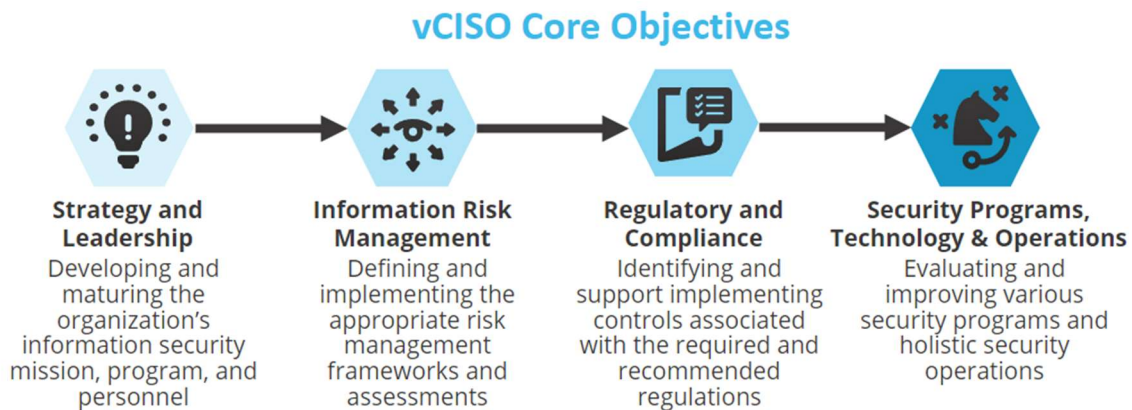 vCISO Core Objectives
Strategy and
Leadership
Developing and
maturing the
organization's
information security
mission, program, and
personnel
Information Risk
Management
Defining and
implementing the
appropriate risk
management
frameworks and
assessments
Regulatory and
Compliance
Identifying and
support implementing
controls associated
with the required and
recommended
regulations
Security Programs,
Technology & Operations
Evaluating and
improving various
security programs and
holistic security
operations